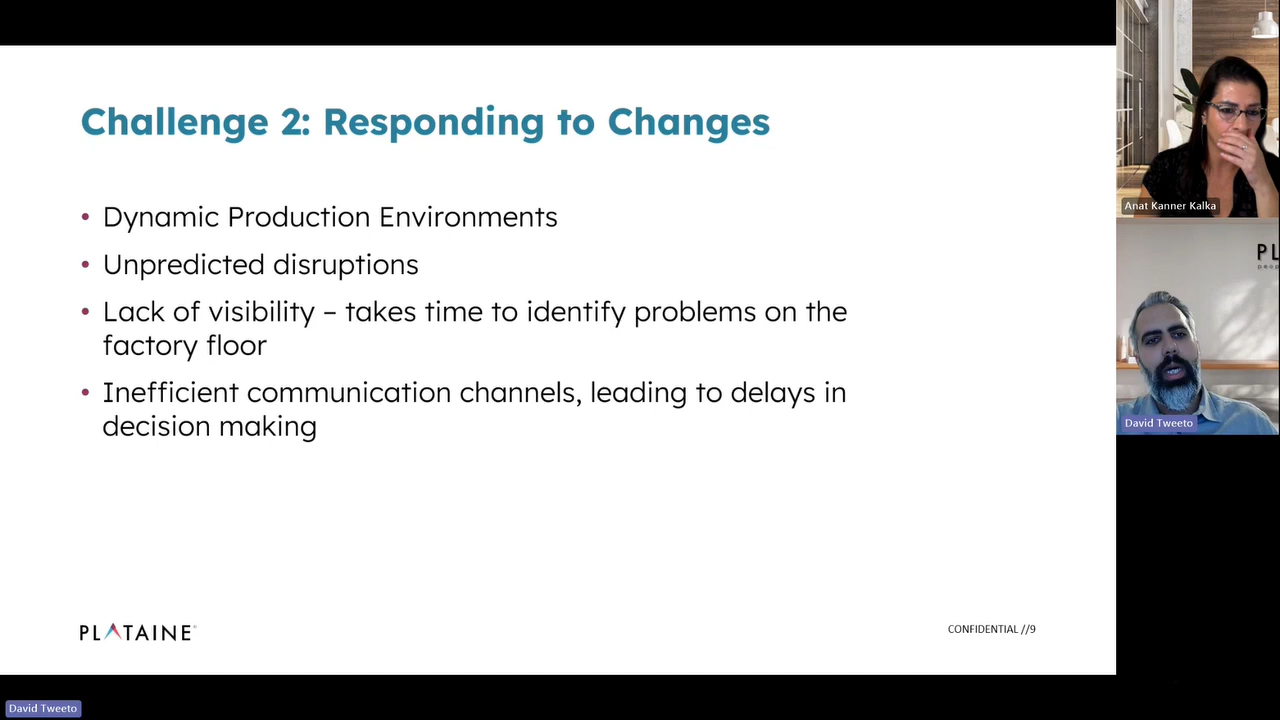 Challenge 2: Responding to Changes
• Dynamic Production Environments
• Unpredicted disruptions
• Lack of visibility – takes time to identify problems on the
factory floor
• Inefficient communication channels, leading to delays in
decision making
PLATAINE
CONFIDENTIAL //9
Anat Kanner Kalka
PL
David Tweeto
David Tweeto